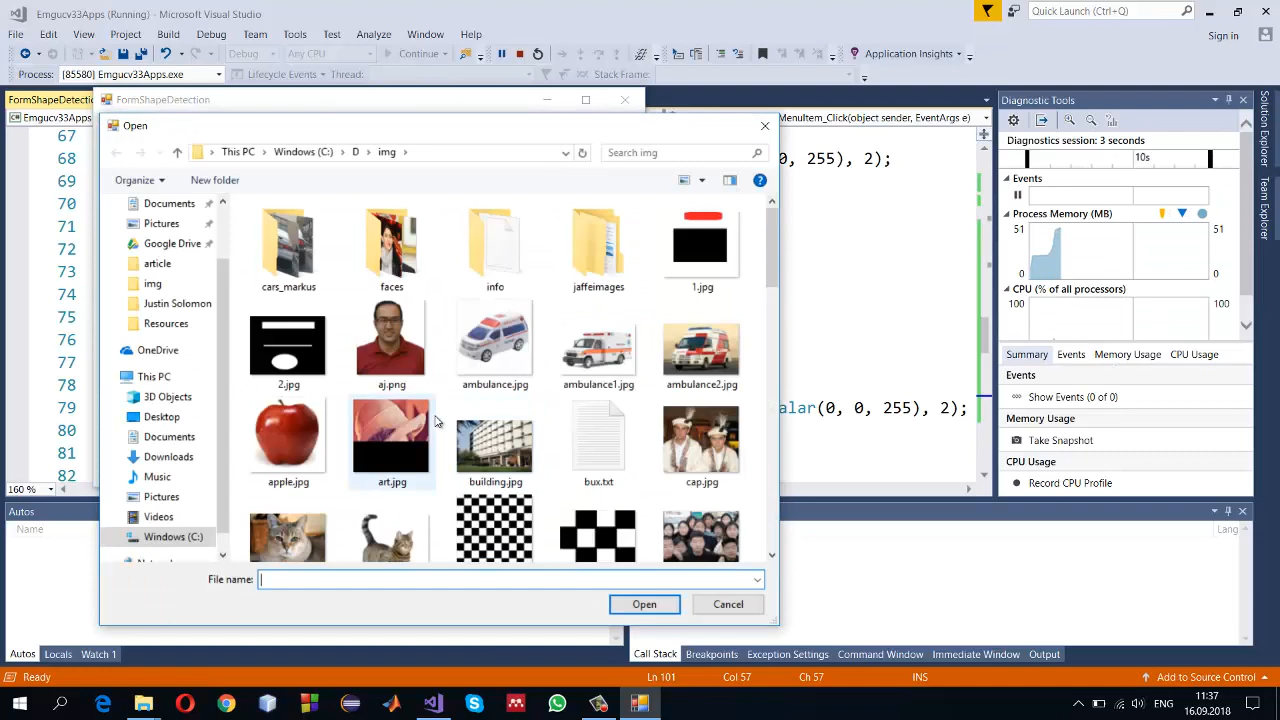 Emgucv33Apps (Running) - Microsoft Visual Studio
Quick Launch (Ctrl+Q)
File Edit View Project Build Debug Team Tools Test Analyze Window Help
Sign in
Debug Any CPU Continue Application Insights
Process: [85580] Emgucv33Apps.exe Lifecycle Events Thread: Stack Frame:
FormShapeDetectio
FormShapeDetection
Emgucv33Apps
MenuItem_Click(object sender, EventArgs e)
Open
This PC Windows (C:) D img
Search img
Organize New folder
Documents
Pictures
Google Drive
article
img
Justin Solomon
Resources
OneDrive
This PC
3D Objects
Desktop
Documents
Downloads
Music
Pictures
Videos
Windows (C:)
cars_markus faces info jaffeimages 1.jpg
2.jpg aj.png ambulance.jpg ambulance1.jpg ambulance2.jpg
apple.jpg art.jpg building.jpg bux.txt cap.jpg
File name:
Open Cancel
67
68
69
70
71
72
73
74
75
76
77
78
79
80
81
82
0, 255), 2);
alar(0, 0, 255), 2);
160 %
Diagnostic Tools
Diagnostics session: 3 seconds
10s
Events
Process Memory (MB)
51 51
0 0
CPU (% of all processors)
100 100
Summary Events Memory Usage CPU Usage
Events
Show Events (0 of 0)
Memory Usage
Take Snapshot
CPU Usage
Record CPU Profile
Solution Explorer
Team Explorer
Autos
Name
Lang
Autos Locals Watch 1
Call Stack Breakpoints Exception Settings Command Window Immediate Window Output
Ready Ln 101 Col 57 Ch 57 INS Add to Source Control
ENG
11:37
16.09.2018